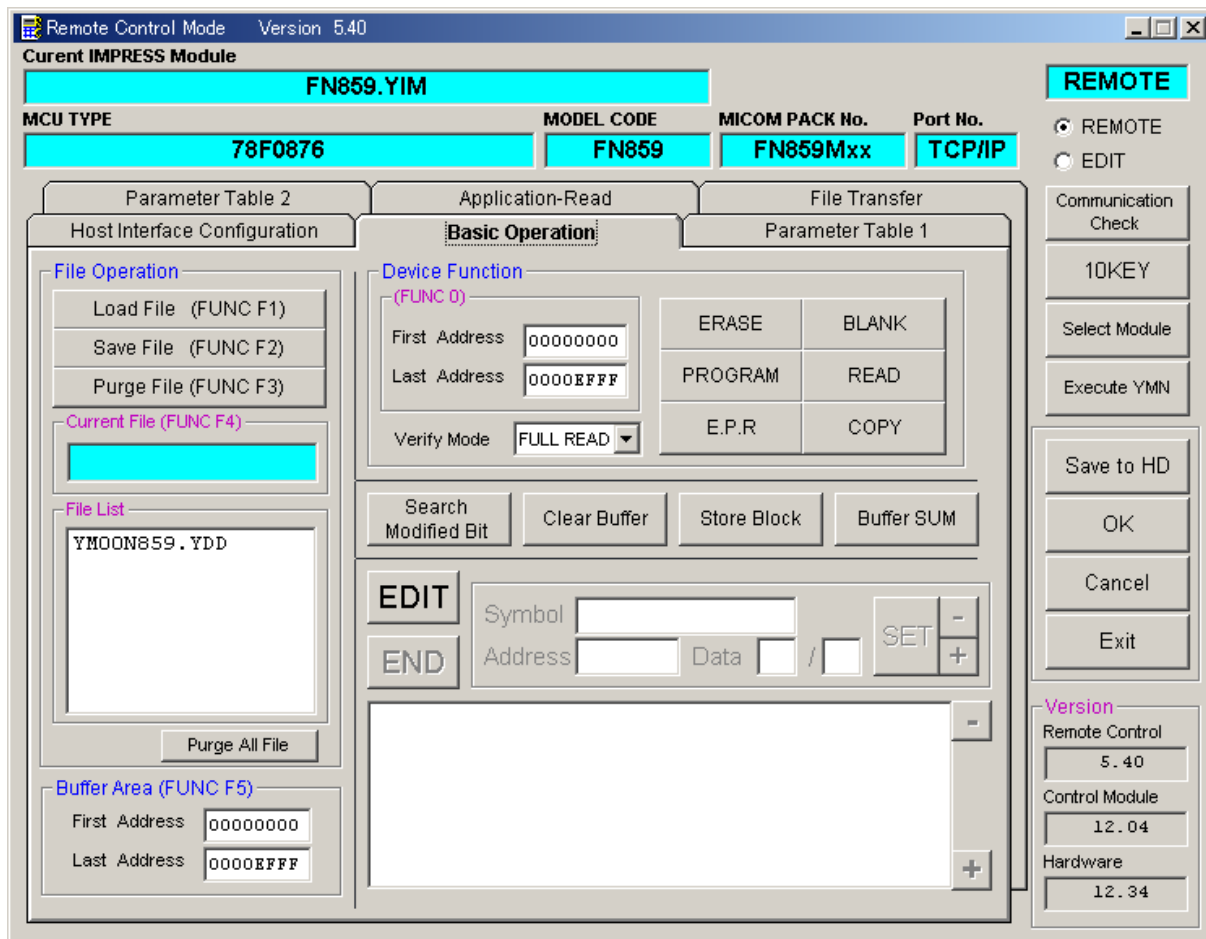 Remote Control Mode Version 5.40
Curent IMPRESS Module
FN859.YIM
REMOTE
MCU TYPE
MODEL CODE
MICOM PACK No.
Port No.
78F0876
FN859
FN859Mxx
TCP/IP
REMOTE
EDIT
Parameter Table 2
Application-Read
File Transfer
Host Interface Configuration
Basic Operation
Parameter Table 1
File Operation
Load File (FUNC F1)
Save File (FUNC F2)
Purge File (FUNC F3)
Current File (FUNC F4)
File List
YMOON859.YDD
Purge All File
Buffer Area (FUNC F5)
First Address
00000000
Last Address
0000EFFF
Device Function
(FUNC 0)
First Address
00000000
Last Address
0000EFFF
Verify Mode
FULL READ
ERASE
BLANK
PROGRAM
READ
E.P.R
COPY
Search
Modified Bit
Clear Buffer
Store Block
Buffer SUM
EDIT
END
Symbol
Address
Data
/
SET
-
+
-
+
Communication
Check
10KEY
Select Module
Execute YMN
Save to HD
OK
Cancel
Exit
Version
Remote Control
5.40
Control Module
12.04
Hardware
12.34